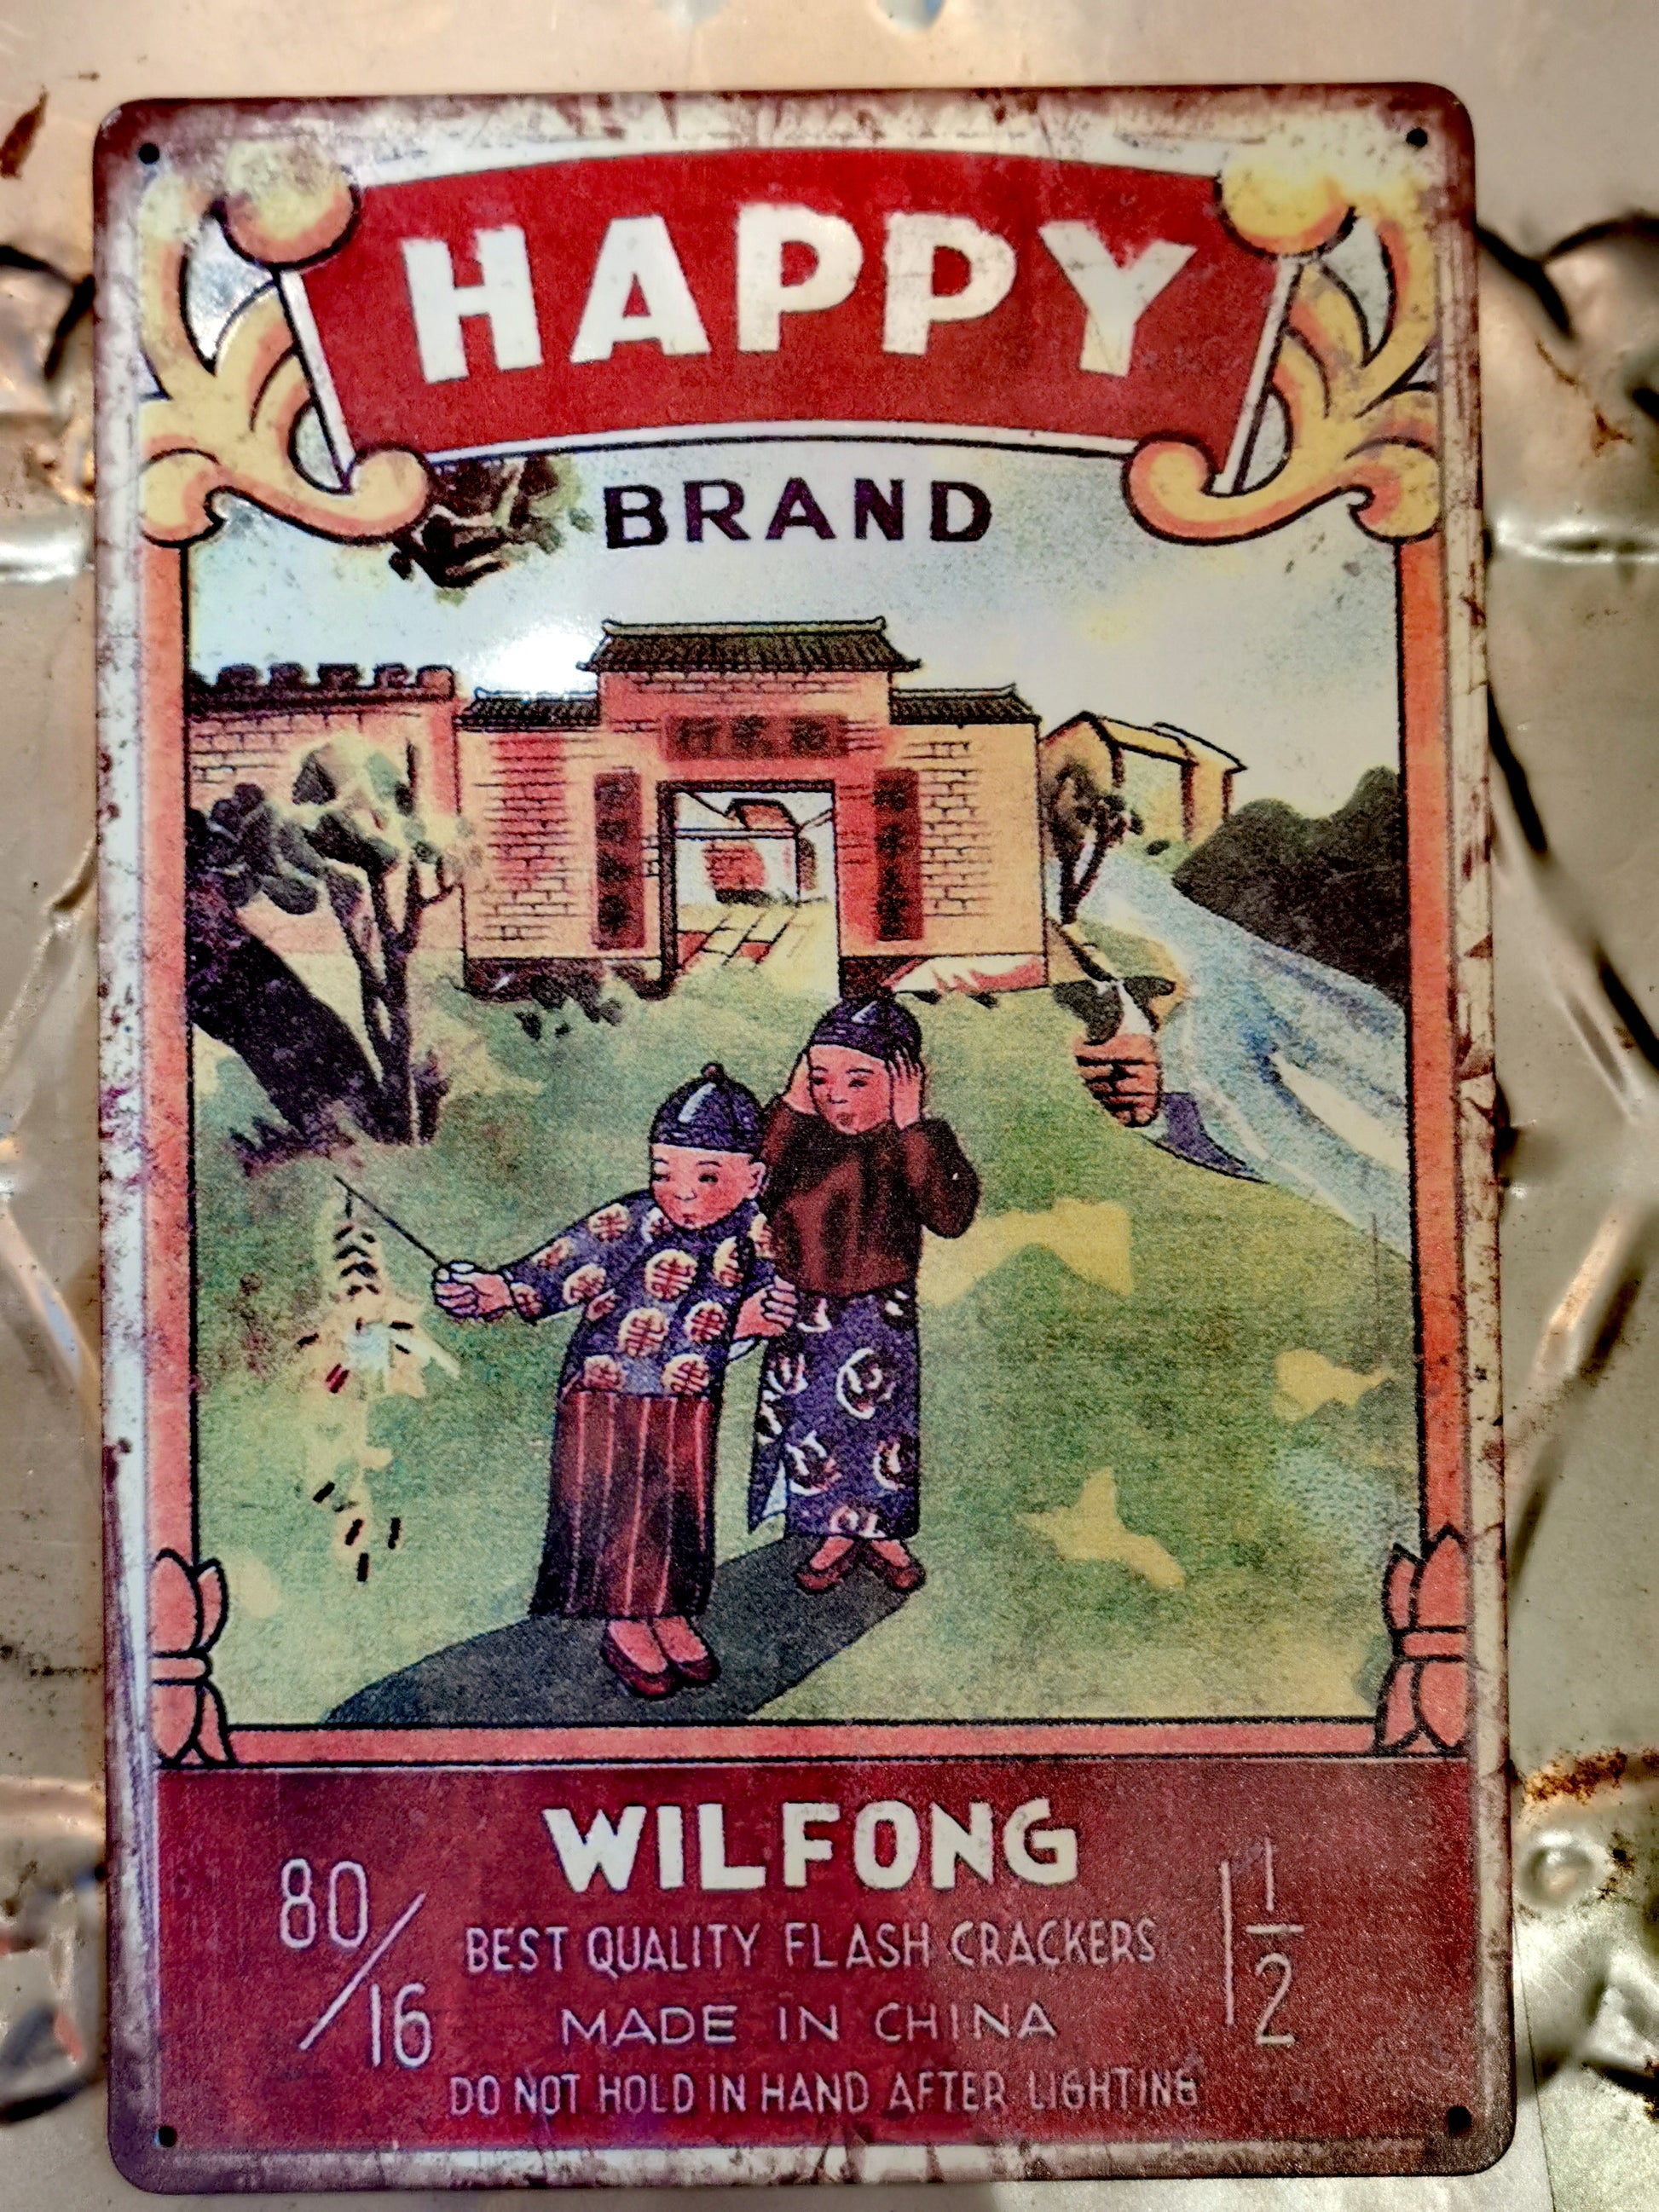 HAPPY
BRAND
WILFONG
80/16
BEST QUALITY FLASH CRACKERS
1 1/2
MADE IN CHINA
DO NOT HOLD IN HAND AFTER LIGHTING